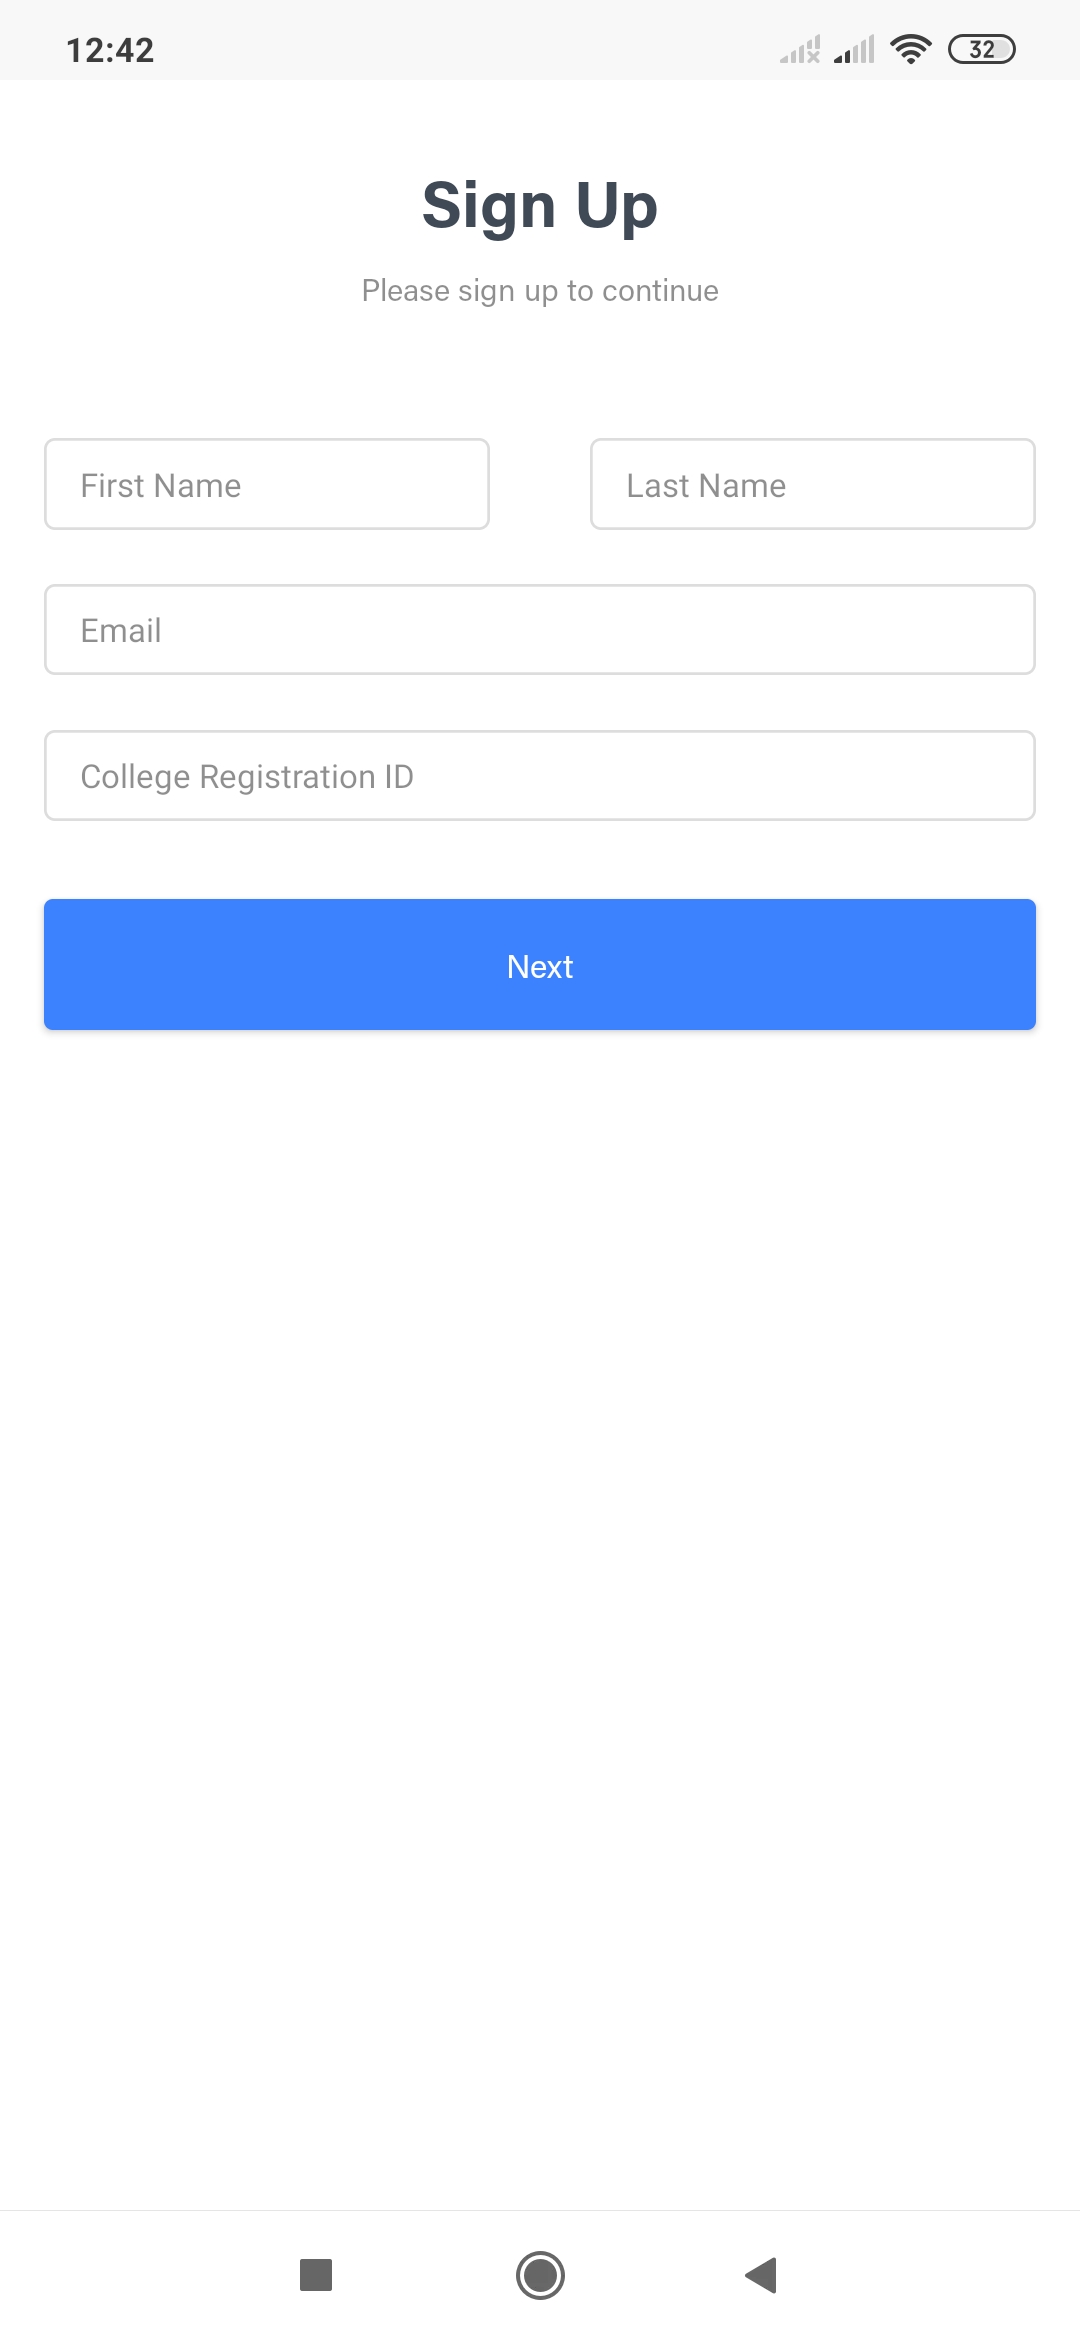 12:42 32
Sign Up
Please sign up to continue
First Name Last Name
Email
College Registration ID
Next